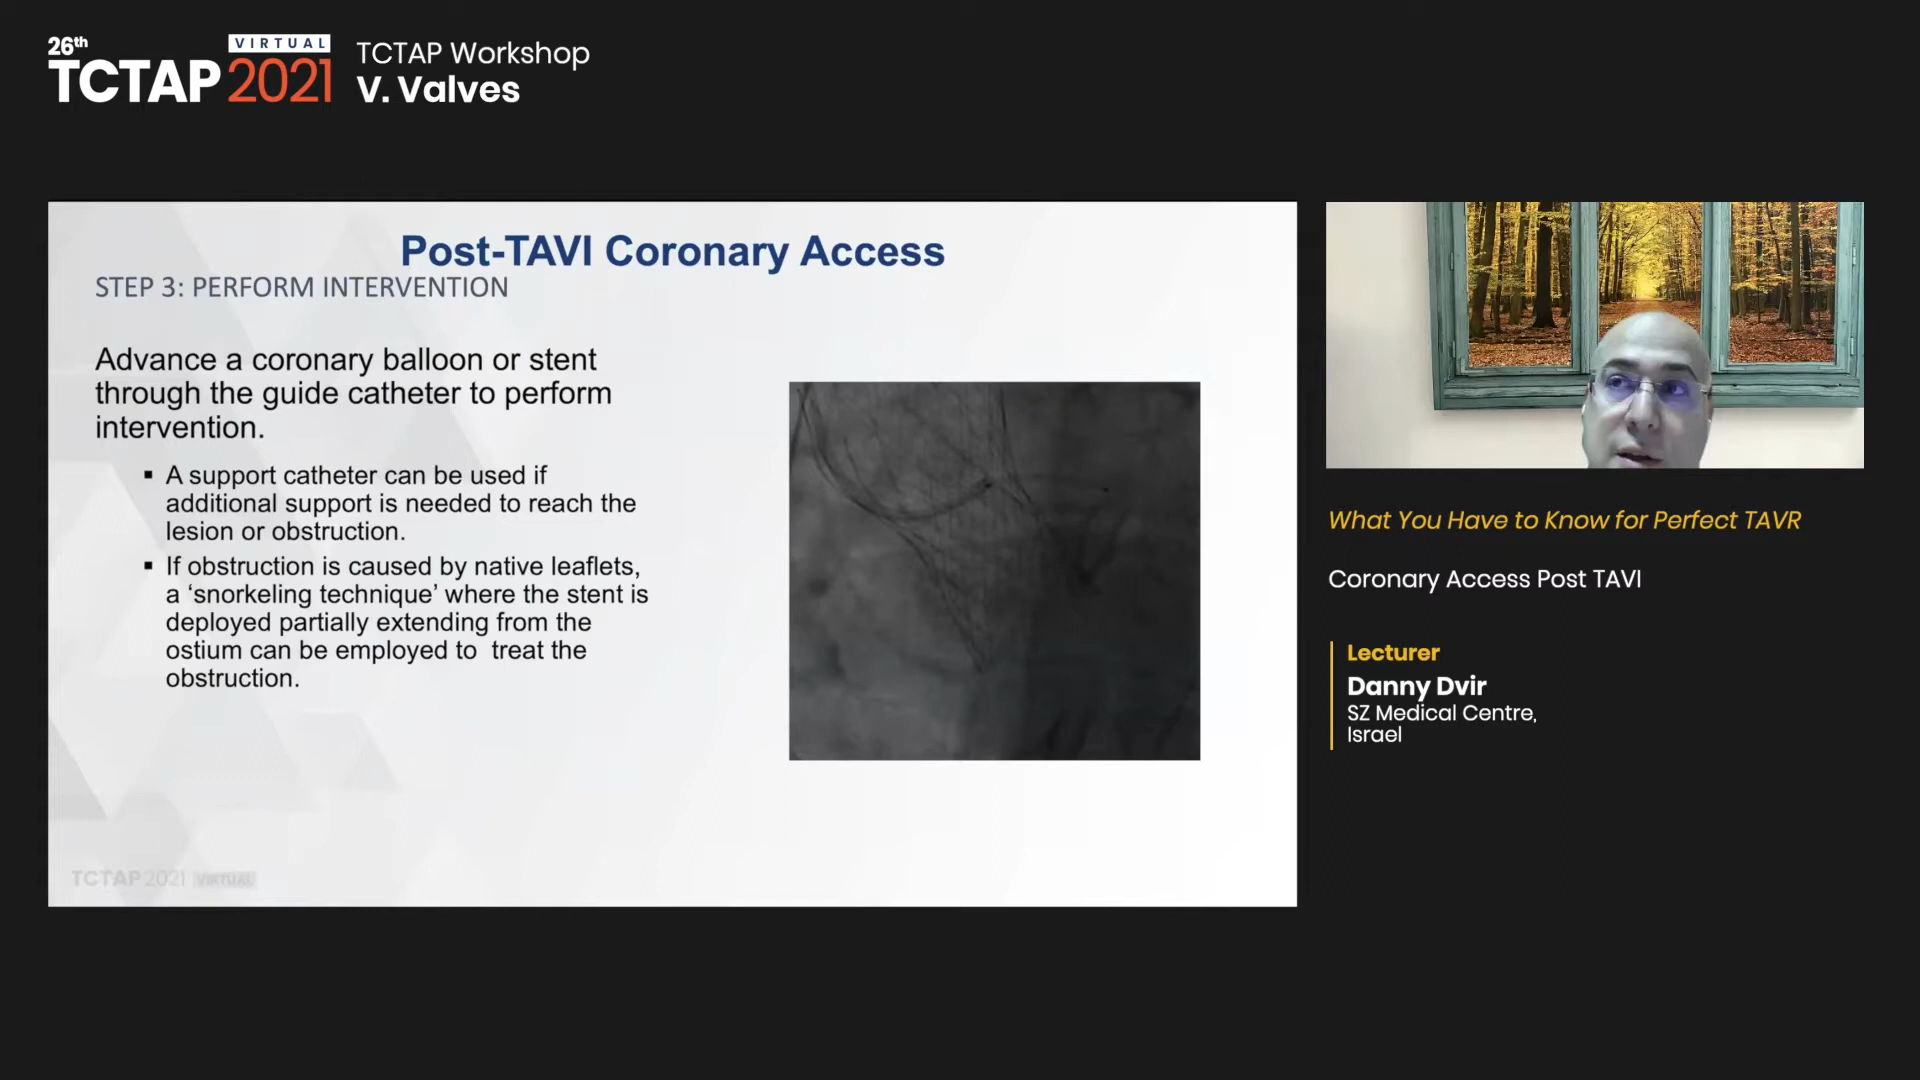 26th
VIRTUAL
TCTAP 2021
TCTAP Workshop
V. Valves
Post-TAVI Coronary Access
STEP 3: PERFORM INTERVENTION
Advance a coronary balloon or stent
through the guide catheter to perform
intervention.
▪ A support catheter can be used if
additional support is needed to reach the
lesion or obstruction.
▪ If obstruction is caused by native leaflets,
a ‘snorkeling technique’ where the stent is
deployed partially extending from the
ostium can be employed to treat the
obstruction.
TCTAP 2021 VIRTUAL
What You Have to Know for Perfect TAVR
Coronary Access Post TAVI
Lecturer
Danny Dvir
SZ Medical Centre,
Israel